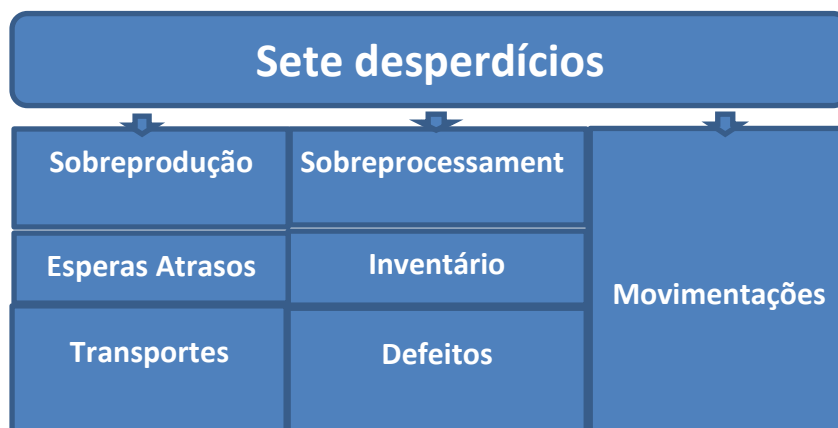 Sete desperdícios
Sobreprodução
Sobreprocessament
Esperas Atrasos
Inventário
Movimentações
Transportes
Defeitos